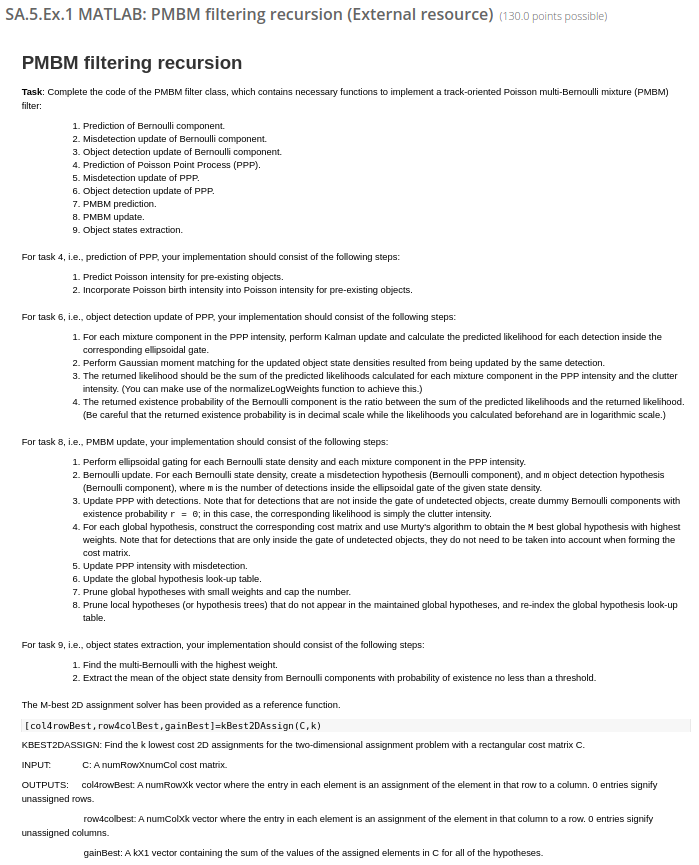 SA.5.Ex.1 MATLAB: PMBM filtering recursion (External resource) (130.0 points possible)
PMBM filtering recursion
Task: Complete the code of the PMBM filter class, which contains necessary functions to implement a track-oriented Poisson multi-Bernoulli mixture (PMBM)
filter:
1. Prediction of Bernoulli component.
2. Misdetection update of Bernoulli component.
3. Object detection update of Bernoulli component.
4. Prediction of Poisson Point Process (PPP).
5. Misdetection update of PPP.
6. Object detection update of PPP.
7. PMBM prediction.
8. PMBM update.
9. Object states extraction.
For task 4, i.e., prediction of PPP, your implementation should consist of the following steps:
1. Predict Poisson intensity for pre-existing objects.
2. Incorporate Poisson birth intensity into Poisson intensity for pre-existing objects.
For task 6, i.e., object detection update of PPP, your implementation should consist of the following steps:
1. For each mixture component in the PPP intensity, perform Kalman update and calculate the predicted likelihood for each detection inside the
corresponding ellipsoidal gate.
2. Perform Gaussian moment matching for the updated object state densities resulted from being updated by the same detection.
3. The returned likelihood should be the sum of the predicted likelihoods calculated for each mixture component in the PPP intensity and the clutter
intensity. (You can make use of the normalizeLogWeights function to achieve this.)
4. The returned existence probability of the Bernoulli component is the ratio between the sum of the predicted likelihoods and the returned likelihood.
(Be careful that the returned existence probability is in decimal scale while the likelihoods you calculated beforehand are in logarithmic scale.)
For task 8, i.e., PMBM update, your implementation should consist of the following steps:
1. Perform ellipsoidal gating for each Bernoulli state density and each mixture component in the PPP intensity.
2. Bernoulli update. For each Bernoulli state density, create a misdetection hypothesis (Bernoulli component), and m object detection hypothesis
(Bernoulli component), where m is the number of detections inside the ellipsoidal gate of the given state density.
3. Update PPP with detections. Note that for detections that are not inside the gate of undetected objects, create dummy Bernoulli components with
existence probability r = 0; in this case, the corresponding likelihood is simply the clutter intensity.
4. For each global hypothesis, construct the corresponding cost matrix and use Murty's algorithm to obtain the M best global hypothesis with highest
weights. Note that for detections that are only inside the gate of undetected objects, they do not need to be taken into account when forming the
cost matrix.
5. Update PPP intensity with misdetection.
6. Update the global hypothesis look-up table.
7. Prune global hypotheses with small weights and cap the number.
8. Prune local hypotheses (or hypothesis trees) that do not appear in the maintained global hypotheses, and re-index the global hypothesis look-up
table.
For task 9, i.e., object states extraction, your implementation should consist of the following steps:
1. Find the multi-Bernoulli with the highest weight.
2. Extract the mean of the object state density from Bernoulli components with probability of existence no less than a threshold.
The M-best 2D assignment solver has been provided as a reference function.
[col4rowBest,row4colBest,gainBest]=kBest2DAssign(C,k)
KBEST2DASSIGN: Find the k lowest cost 2D assignments for the two-dimensional assignment problem with a rectangular cost matrix C.
INPUT: C: A numRowXnumCol cost matrix.
OUTPUTS: col4rowBest: A numRowXk vector where the entry in each element is an assignment of the element in that row to a column. 0 entries signify
unassigned rows.
row4colbest: A numColXk vector where the entry in each element is an assignment of the element in that column to a row. 0 entries signify
unassigned columns.
gainBest: A kX1 vector containing the sum of the values of the assigned elements in C for all of the hypotheses.